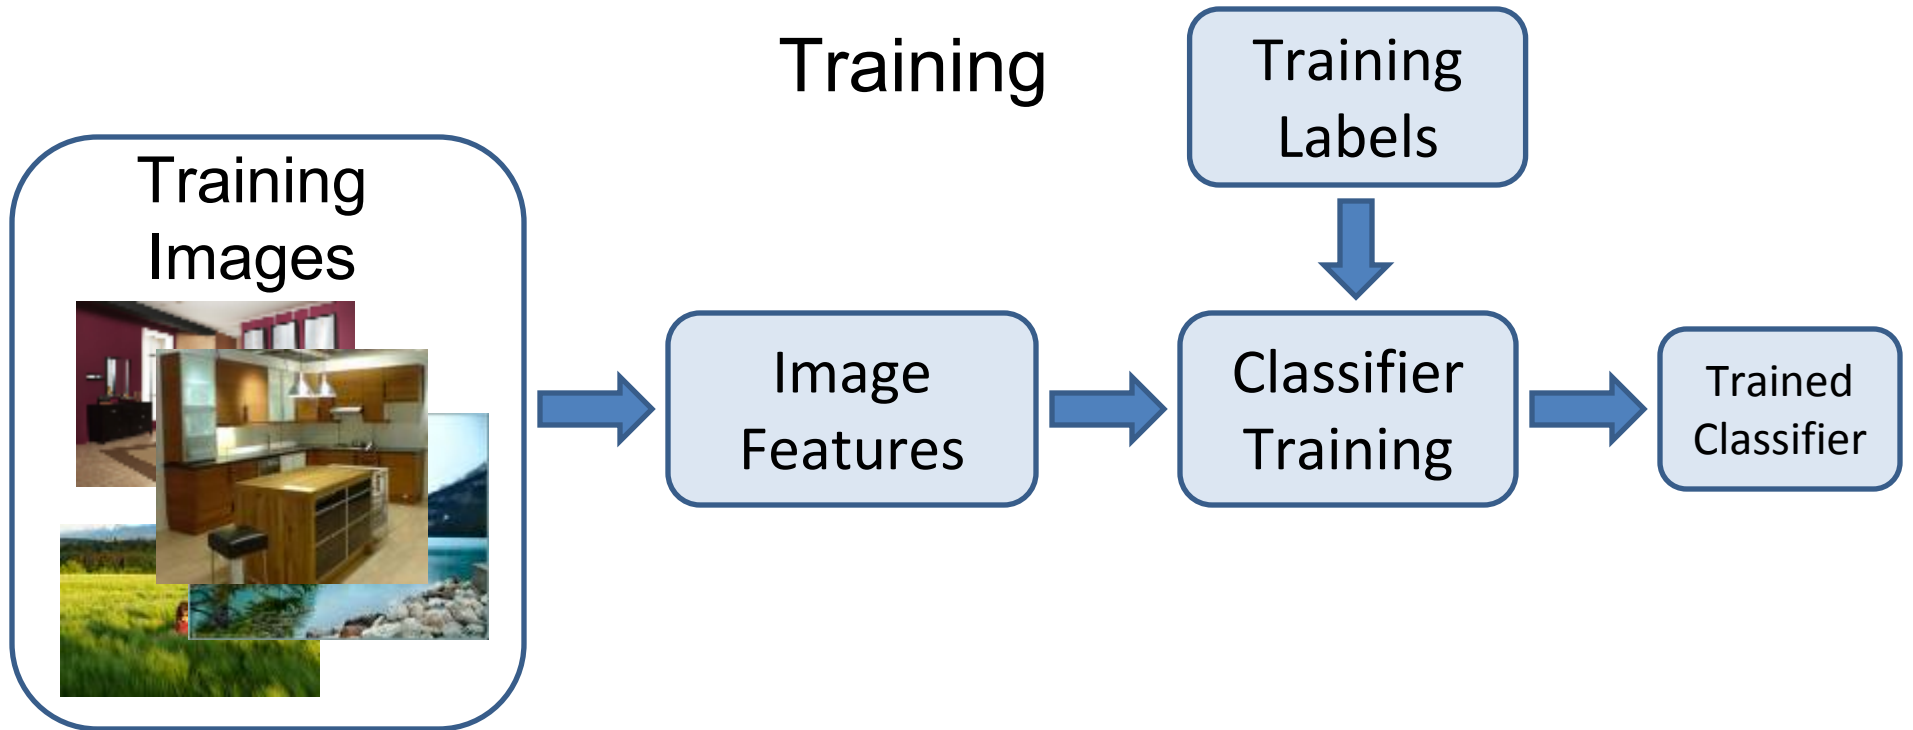 Training
Training
Labels
Training
Images
Image
Features
Classifier
Training
Trained
Classifier